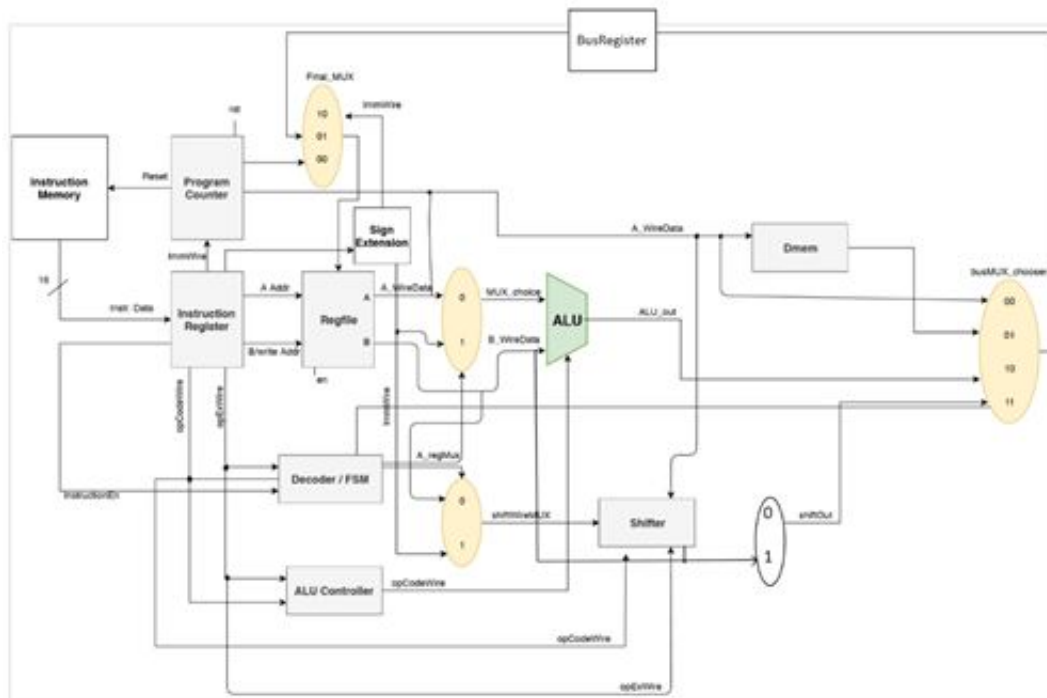 BusRegister
Final_MUX
ImmWire
10
01
00
rst
Instruction
Memory
Reset
Program
Counter
Sign
Extension
A_WireData
Dmem
busMUX_chooser
ImmWire
16
Instr. Data
Instruction
Register
A Addr
B/write Addr
Regfile
A
B
en
A_WireData
0
1
MUX_choice
B_WireData
ALU
ALU_out
00
01
10
11
opCodeWire
opExWire
ImmWire
A_regMux
Decoder / FSM
InstructionEn
0
1
shiftWireMUX
Shifter
0
1
shiftOut
ALU Controller
opCodeWire
opCodeWire
opExWire